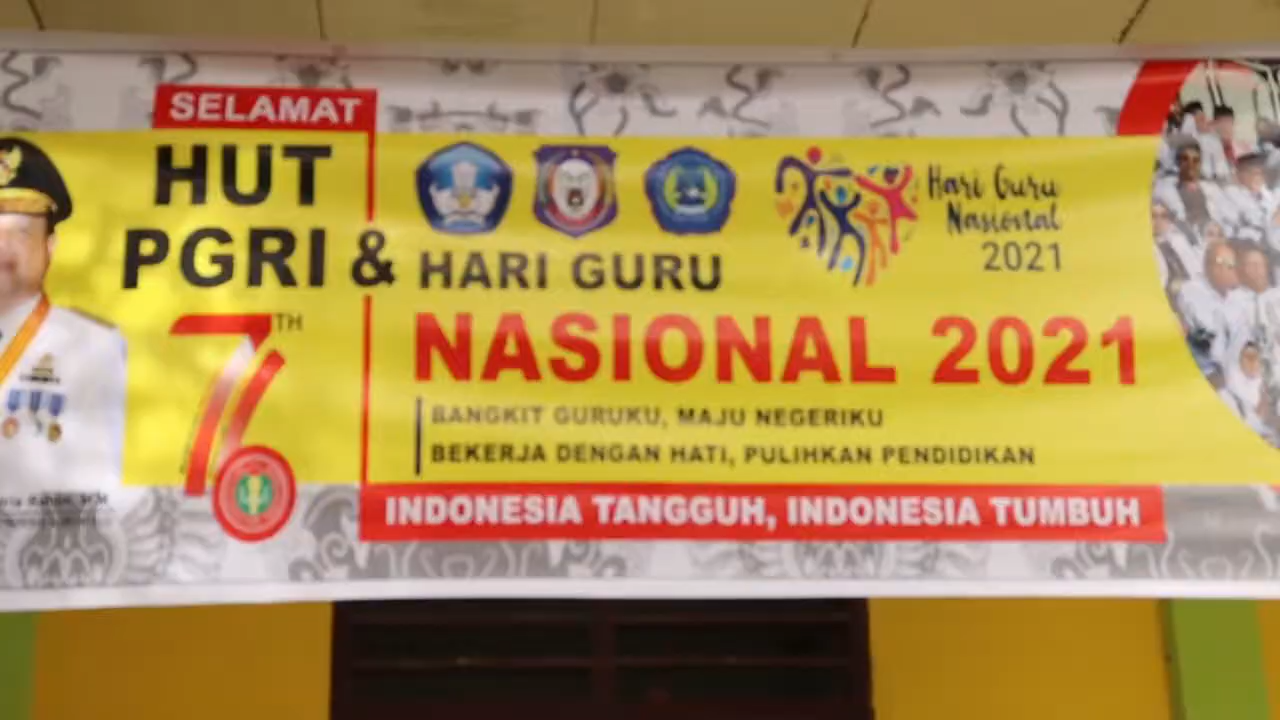 SELAMAT
HUT
PGRI &
76TH
HARI GURU
NASIONAL 2021
Hari Guru
Nasional
2021
BANGKIT GURUKU, MAJU NEGERIKU
BEKERJA DENGAN HATI, PULIHKAN PENDIDIKAN
INDONESIA TANGGUH, INDONESIA TUMBUH